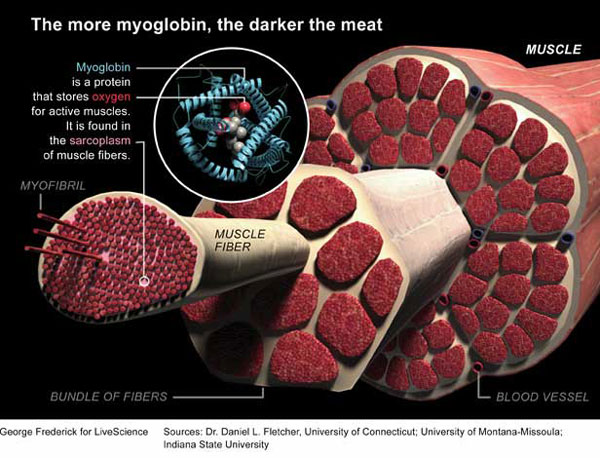 The more myoglobin, the darker the meat
MUSCLE
Myoglobin
is a protein
that stores oxygen
for active muscles.
It is found in
the sarcoplasm
of muscle fibers.
MYOFIBRIL
MUSCLE
FIBER
BUNDLE OF FIBERS
BLOOD VESSEL
George Frederick for LiveScience
Sources: Dr. Daniel L. Fletcher, University of Connecticut; University of Montana-Missoula;
Indiana State University